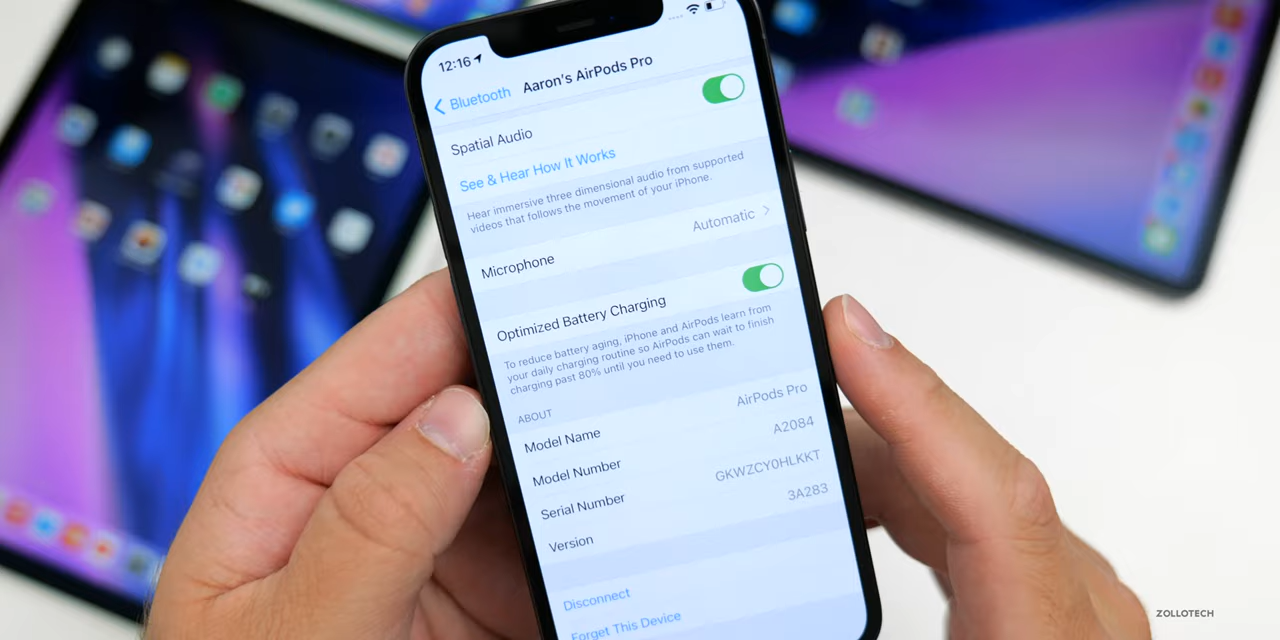 12:16
Bluetooth
Aaron's AirPods Pro
Spatial Audio
See & Hear How It Works
Hear immersive three dimensional audio from supported
videos that follows the movement of your iPhone.
Microphone
Automatic
Optimized Battery Charging
To reduce battery aging, iPhone and AirPods learn from
your daily charging routine so AirPods can wait to finish
charging past 80% until you need to use them.
ABOUT
Model Name
AirPods Pro
Model Number
A2084
Serial Number
GKWZCY0HLKKT
Version
3A283
Disconnect
Forget This Device
ZOLLOTECH